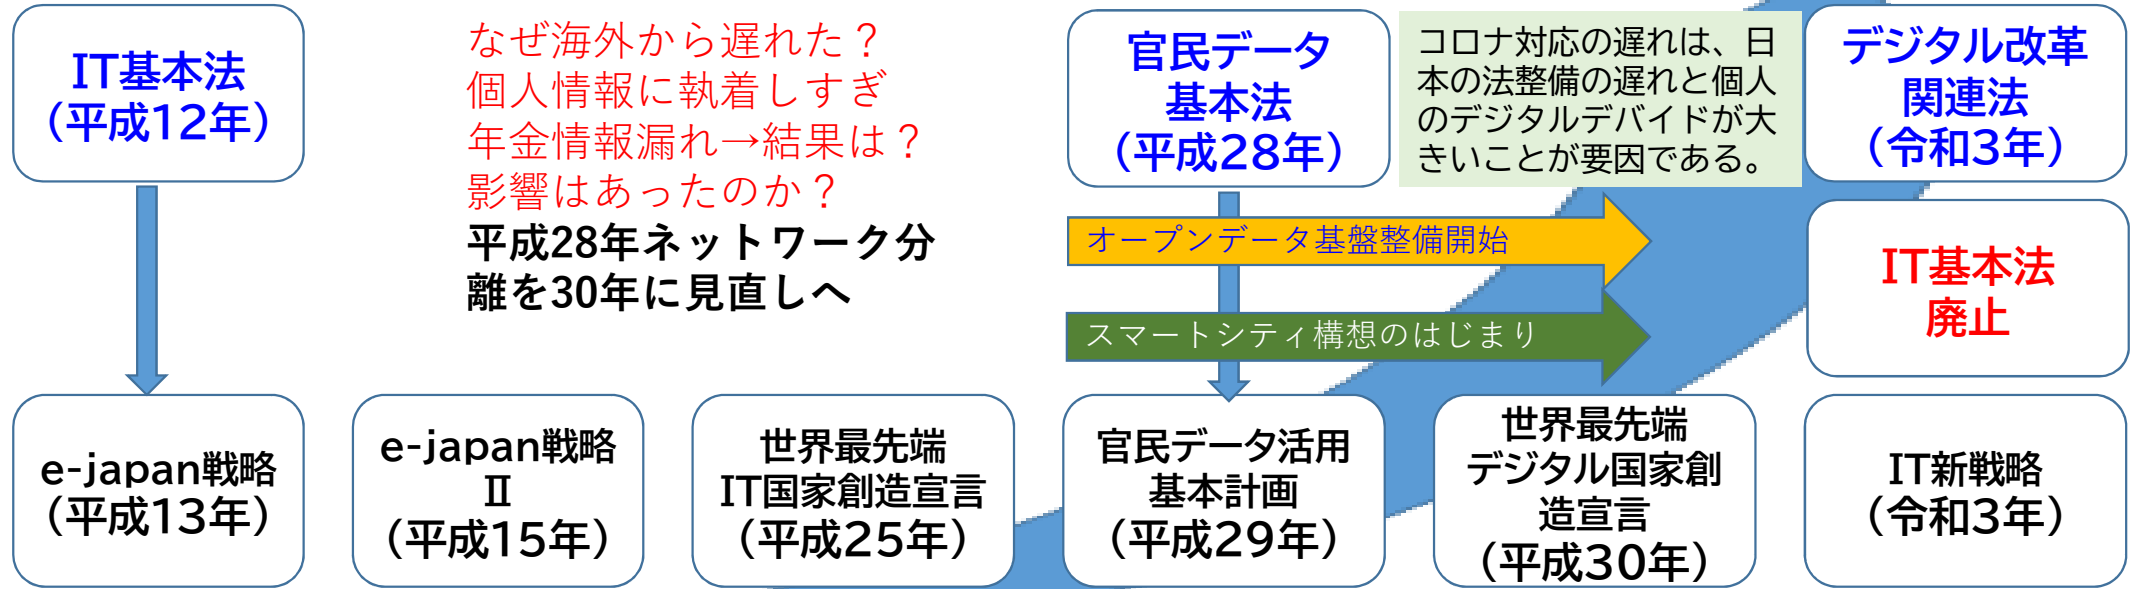 IT基本法
(平成12年)
なぜ海外から遅れた？
個人情報に執着しすぎ
年金情報漏れ→結果は？
影響はあったのか？
平成28年ネットワーク分
離を30年に見直しへ
官民データ
基本法
(平成28年)
コロナ対応の遅れは、日
本の法整備の遅れと個人
のデジタルデバイドが大
きいことが要因である。
デジタル改革
関連法
(令和3年)
オープンデータ基盤整備開始
スマートシティ構想のはじまり
IT基本法
廃止
e-japan戦略
(平成13年)
e-japan戦略
Ⅱ
(平成15年)
世界最先端
IT国家創造宣言
(平成25年)
官民データ活用
基本計画
(平成29年)
世界最先端
デジタル国家創
造宣言
(平成30年)
IT新戦略
(令和3年)